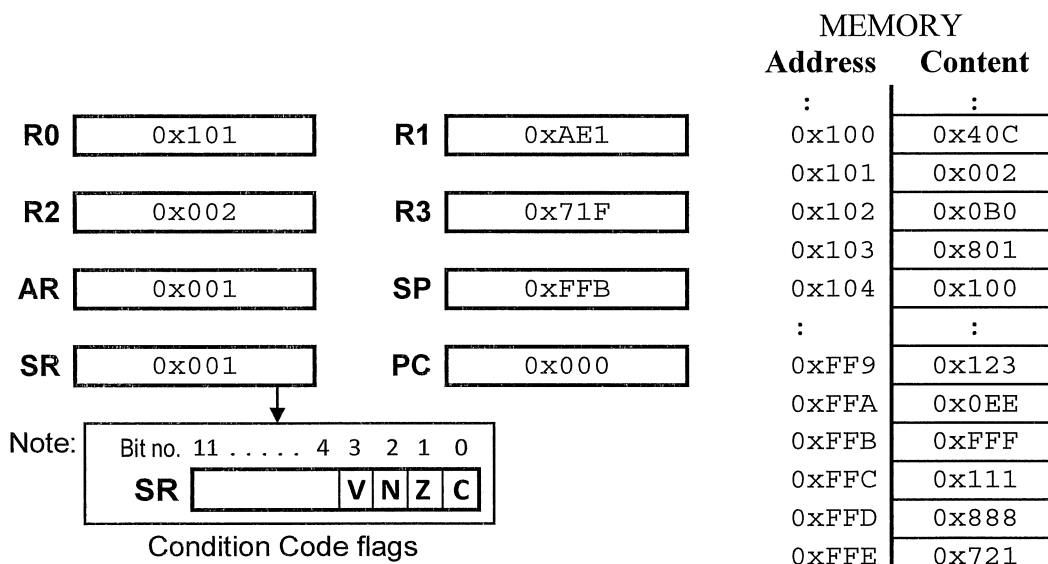 MEMORY
Address Content
: :
R0 0x101 R1 0xAE1 0x100 0x40C
0x101 0x002
R2 0x002 R3 0x71F 0x102 0x0B0
0x103 0x801
AR 0x001 SP 0xFFB 0x104 0x100
: :
SR 0x001 PC 0x000 0xFF9 0x123
0xFFA 0x0EE
Note: Bit no. 11 ..... 4 3 2 1 0 0xFFB 0xFFF
SR V N Z C 0xFFC 0x111
0xFFD 0x888
Condition Code flags
0xFFE 0x721